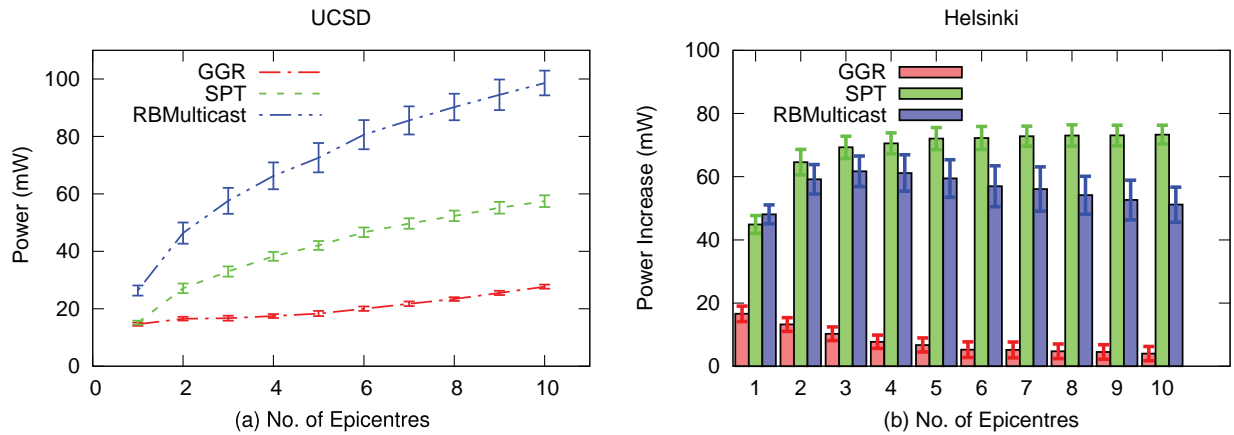 UCSD
Power (mW)
100
80
60
40
20
0
GGR
SPT
RBMulticast
0 2 4 6 8 10
(a) No. of Epicentres
Helsinki
Power Increase (mW)
100
80
60
40
20
0
GGR
SPT
RBMulticast
1 2 3 4 5 6 7 8 9 10
(b) No. of Epicentres